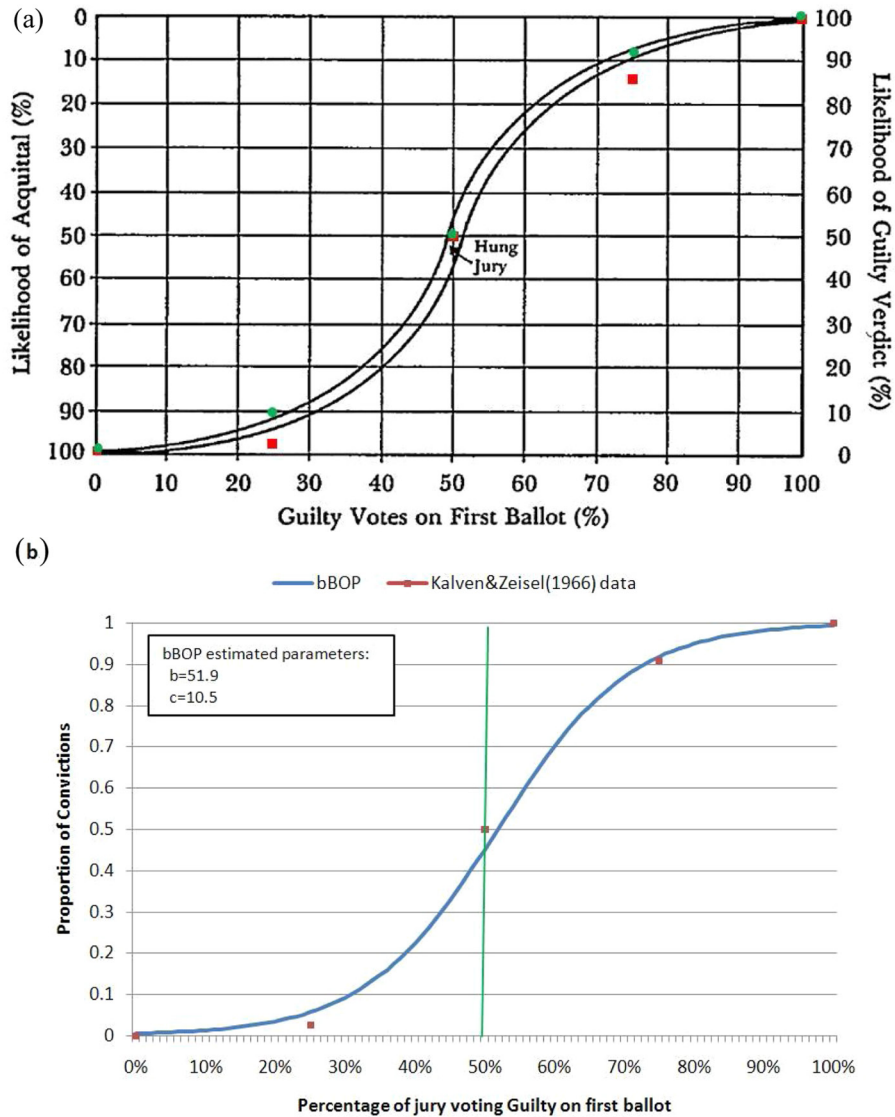 (a)
0 100
10 90
20 80
30 70
40 60
50 50
60 40
70 30
80 20
90 10
100 0
Likelihood of Acquittal (%)
Likelihood of Guilty Verdict (%)
Hung
Jury
0 10 20 30 40 50 60 70 80 90 100
Guilty Votes on First Ballot (%)
(b)
bBOP Kalven&Zeisel(1966) data
bBOP estimated parameters:
b=51.9
c=10.5
Proportion of Convictions
1
0.9
0.8
0.7
0.6
0.5
0.4
0.3
0.2
0.1
0
0% 10% 20% 30% 40% 50% 60% 70% 80% 90% 100%
Percentage of jury voting Guilty on first ballot